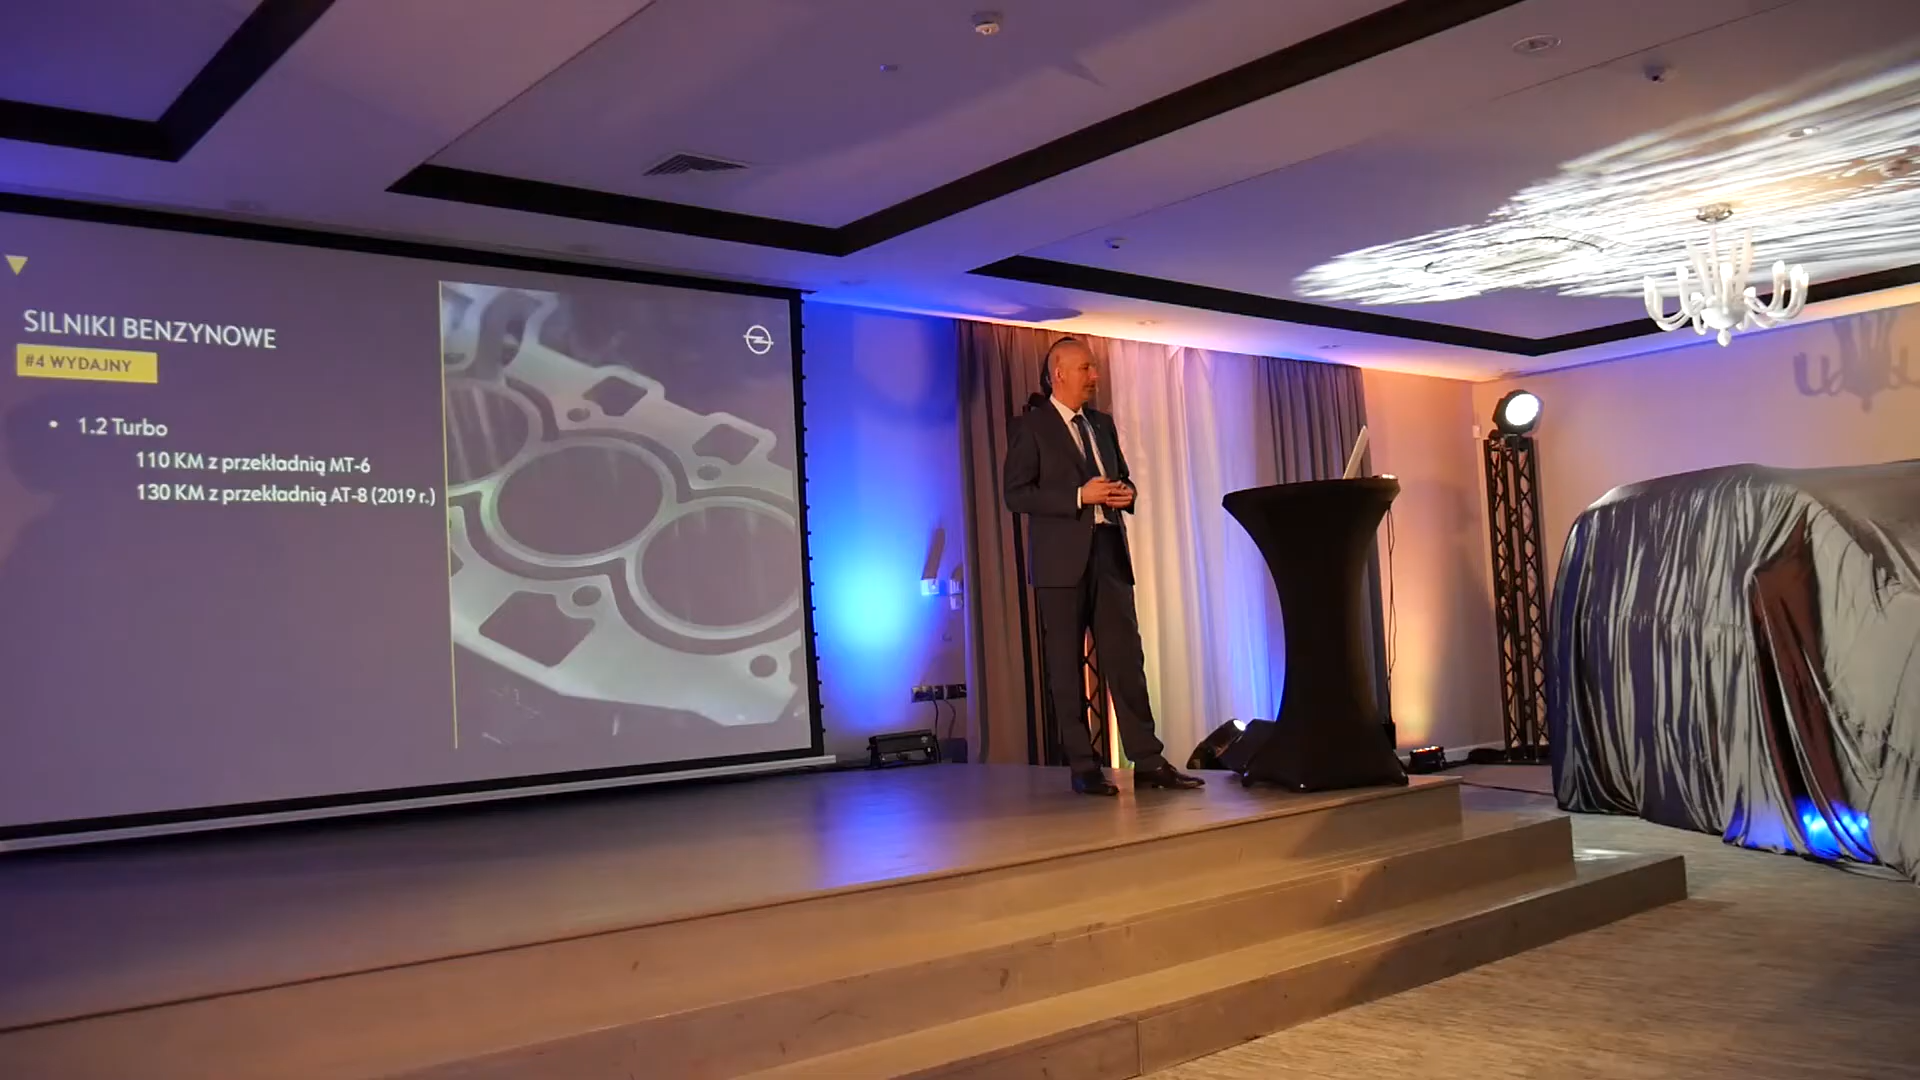 SILNIKI BENZYNOWE
#4 WYDAJNY
• 1.2 Turbo
110 KM z przekładnią MT-6
130 KM z przekładnią AT-8 (2019 r.)